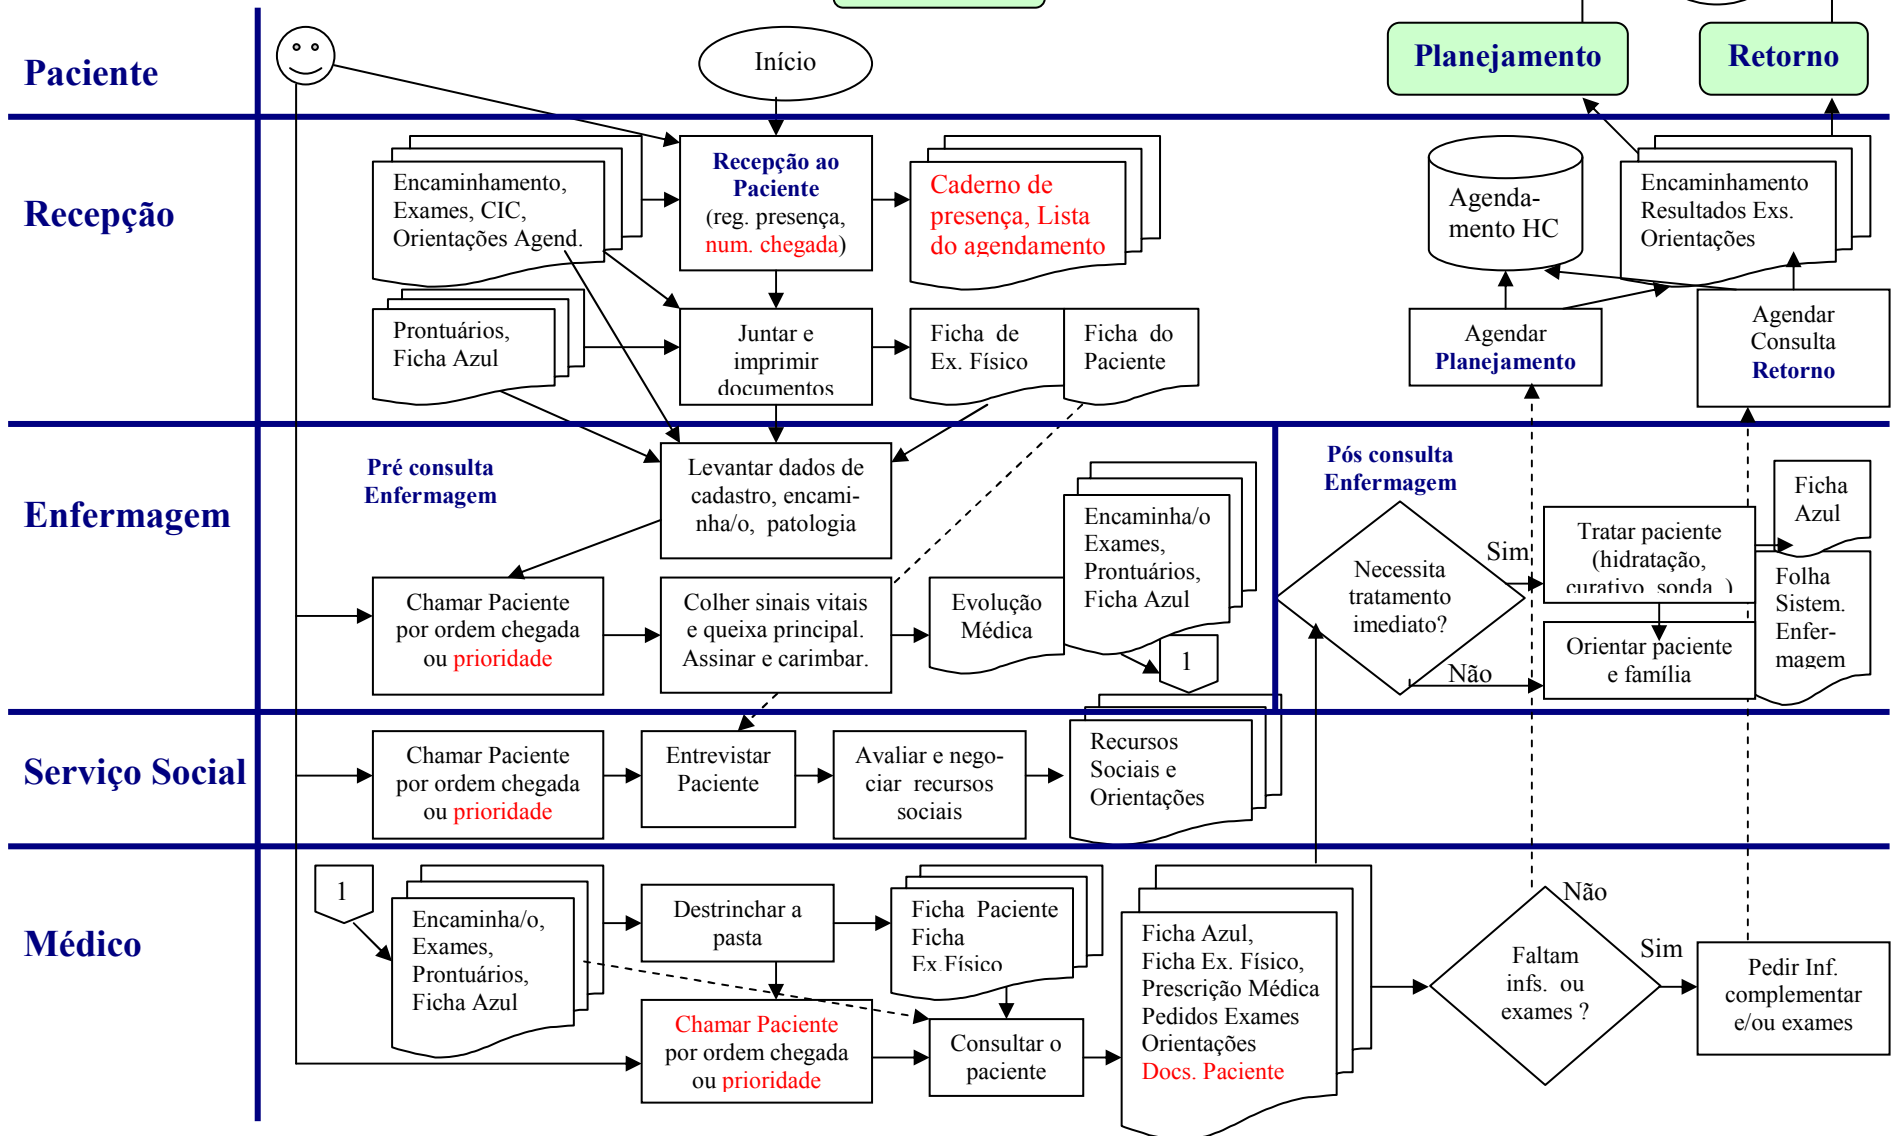 Paciente
Início
Planejamento
Retorno
Recepção
Encaminhamento,
Exames, CIC,
Orientações Agend.
Recepção ao
Paciente
(reg. presença,
num. chegada)
Caderno de
presença, Lista
do agendamento
Agenda-
mento HC
Encaminhamento
Resultados Exs.
Orientações
Prontuários,
Ficha Azul
Juntar e
imprimir
documentos
Ficha de
Ex. Físico
Ficha do
Paciente
Agendar
Planejamento
Agendar
Consulta
Retorno
Enfermagem
Pré consulta
Enfermagem
Levantar dados de
cadastro, encami-
nha/o, patologia
Chamar Paciente
por ordem chegada
ou prioridade
Colher sinais vitais
e queixa principal.
Assinar e carimbar.
Evolução
Médica
Encaminha/o
Exames,
Prontuários,
Ficha Azul
1
Pós consulta
Enfermagem
Necessita
tratamento
imediato?
Sim
Não
Tratar paciente
(hidratação,
curativo sonda )
Orientar paciente
e família
Ficha
Azul
Folha
Sistem.
Enfer-
magem
Serviço Social
Chamar Paciente
por ordem chegada
ou prioridade
Entrevistar
Paciente
Avaliar e nego-
ciar recursos
sociais
Recursos
Sociais e
Orientações
Médico
1
Encaminha/o,
Exames,
Prontuários,
Ficha Azul
Destrinchar a
pasta
Ficha Paciente
Ficha
Ex.Físico
Chamar Paciente
por ordem chegada
ou prioridade
Consultar o
paciente
Ficha Azul,
Ficha Ex. Físico,
Prescrição Médica
Pedidos Exames
Orientações
Docs. Paciente
Faltam
infs. ou
exames ?
Não
Sim
Pedir Inf.
complementar
e/ou exames